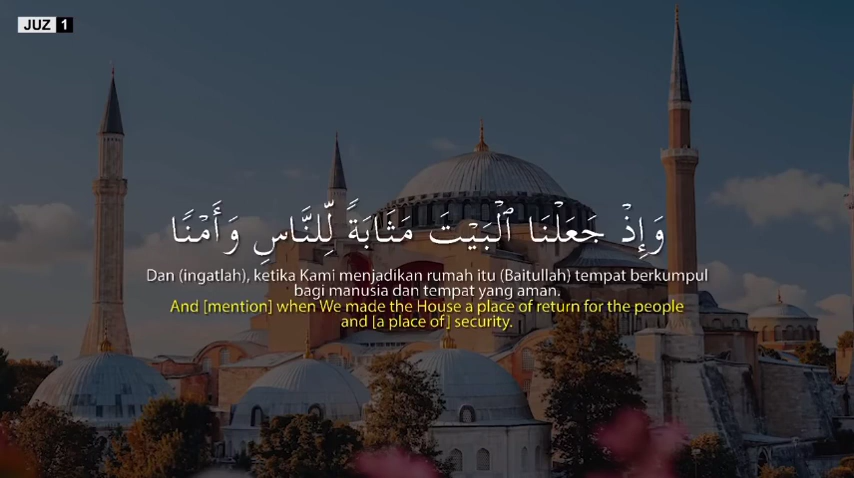 JUZ 1
وَإِذْ جَعَلْنَا ٱلْبَيْتَ مَثَابَةً لِّلنَّاسِ وَأَمْنًا
Dan (ingatlah), ketika Kami menjadikan rumah itu (Baitullah) tempat berkumpul
bagi manusia dan tempat yang aman.
And [mention] when We made the House a place of return for the people
and [a place of] security.